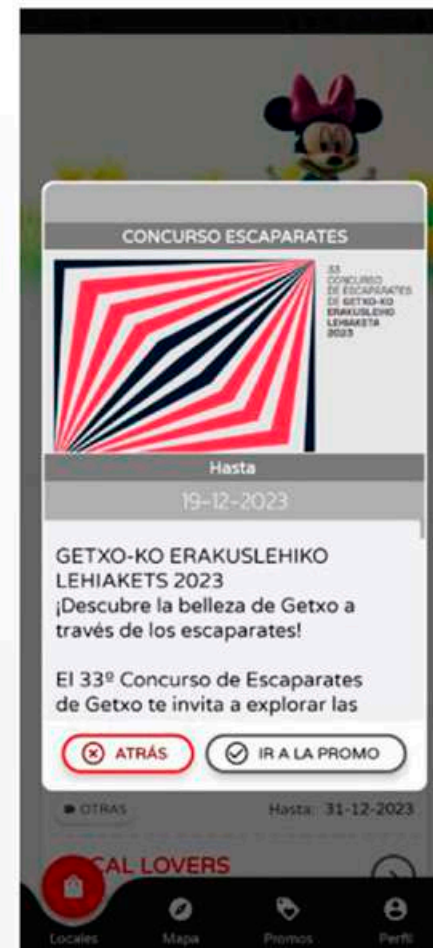 CONCURSO ESCAPARATES
33
CONCURSO
DE ESCAPARATES
DE GETXO-KO
ERAKUSLEIHO
LEHIAKETA
2023
Hasta
19-12-2023
GETXO-KO ERAKUSLEHIKO
LEHIAKETS 2023
¡Descubre la belleza de Getxo a
través de los escaparates!
El 33º Concurso de Escaparates
de Getxo te invita a explorar las
ATRÁS
IR A LA PROMO
OTRAS
Hasta: 31-12-2023
CAL LOVERS
Locales
Mapa
Promos
Perfil